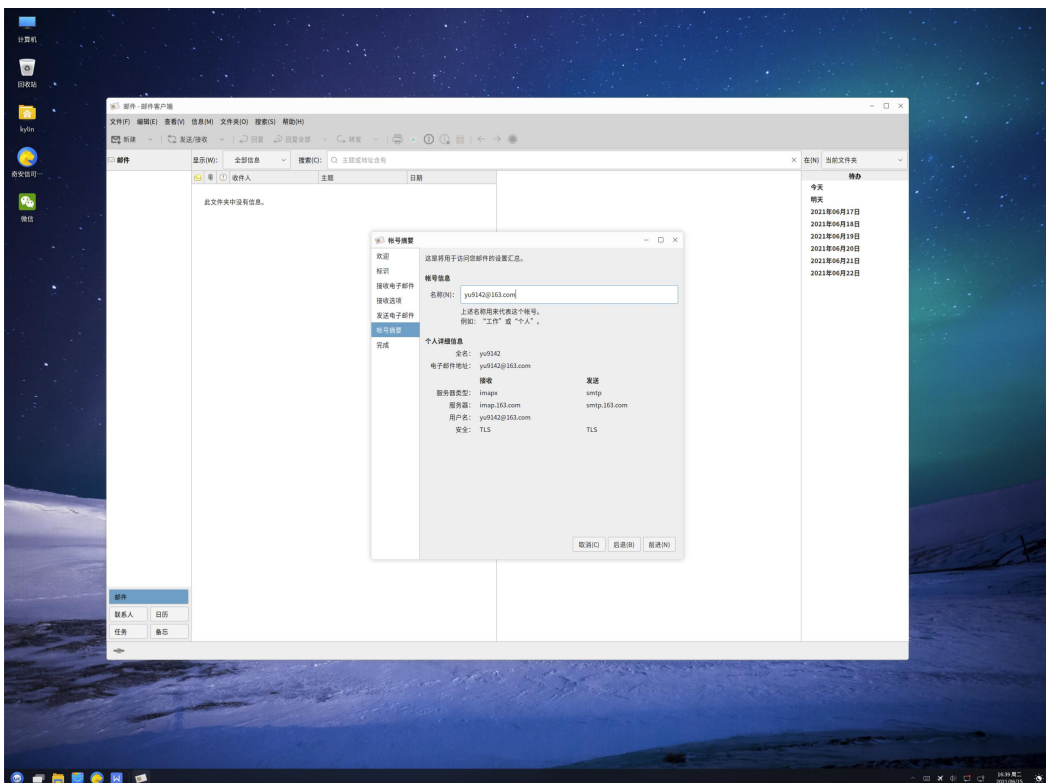 计算机
回收站
kylin
奇安信可…
微信
邮件 - 邮件客户端
文件(F) 编辑(E) 查看(V) 信息(M) 文件夹(O) 搜索(S) 帮助(H)
新建 发送/接收 回复 回复全部 转发
邮件 显示(W): 全部信息 搜索(C): 主题或地址含有 在(N) 当前文件夹
收件人 主题 日期
此文件夹中没有信息。
待办
今天
明天
2021年06月17日
2021年06月18日
2021年06月19日
2021年06月20日
2021年06月21日
2021年06月22日
帐号摘要
欢迎
标识
接收电子邮件
接收选项
发送电子邮件
帐号摘要
完成
这是将用于访问您邮件的设置汇总。
帐号信息
名称(N): yu9142@163.com
上述名称用来代表这个帐号。
例如： “工作” 或 “个人” 。
个人详细信息
全名: yu9142
电子邮件地址: yu9142@163.com
接收 发送
服务器类型: imapx smtp
服务器: imap.163.com smtp.163.com
用户名: yu9142@163.com
安全: TLS TLS
取消(C) 后退(B) 前进(N)
邮件
联系人 日历
任务 备忘
16:39 周二
2021/06/15